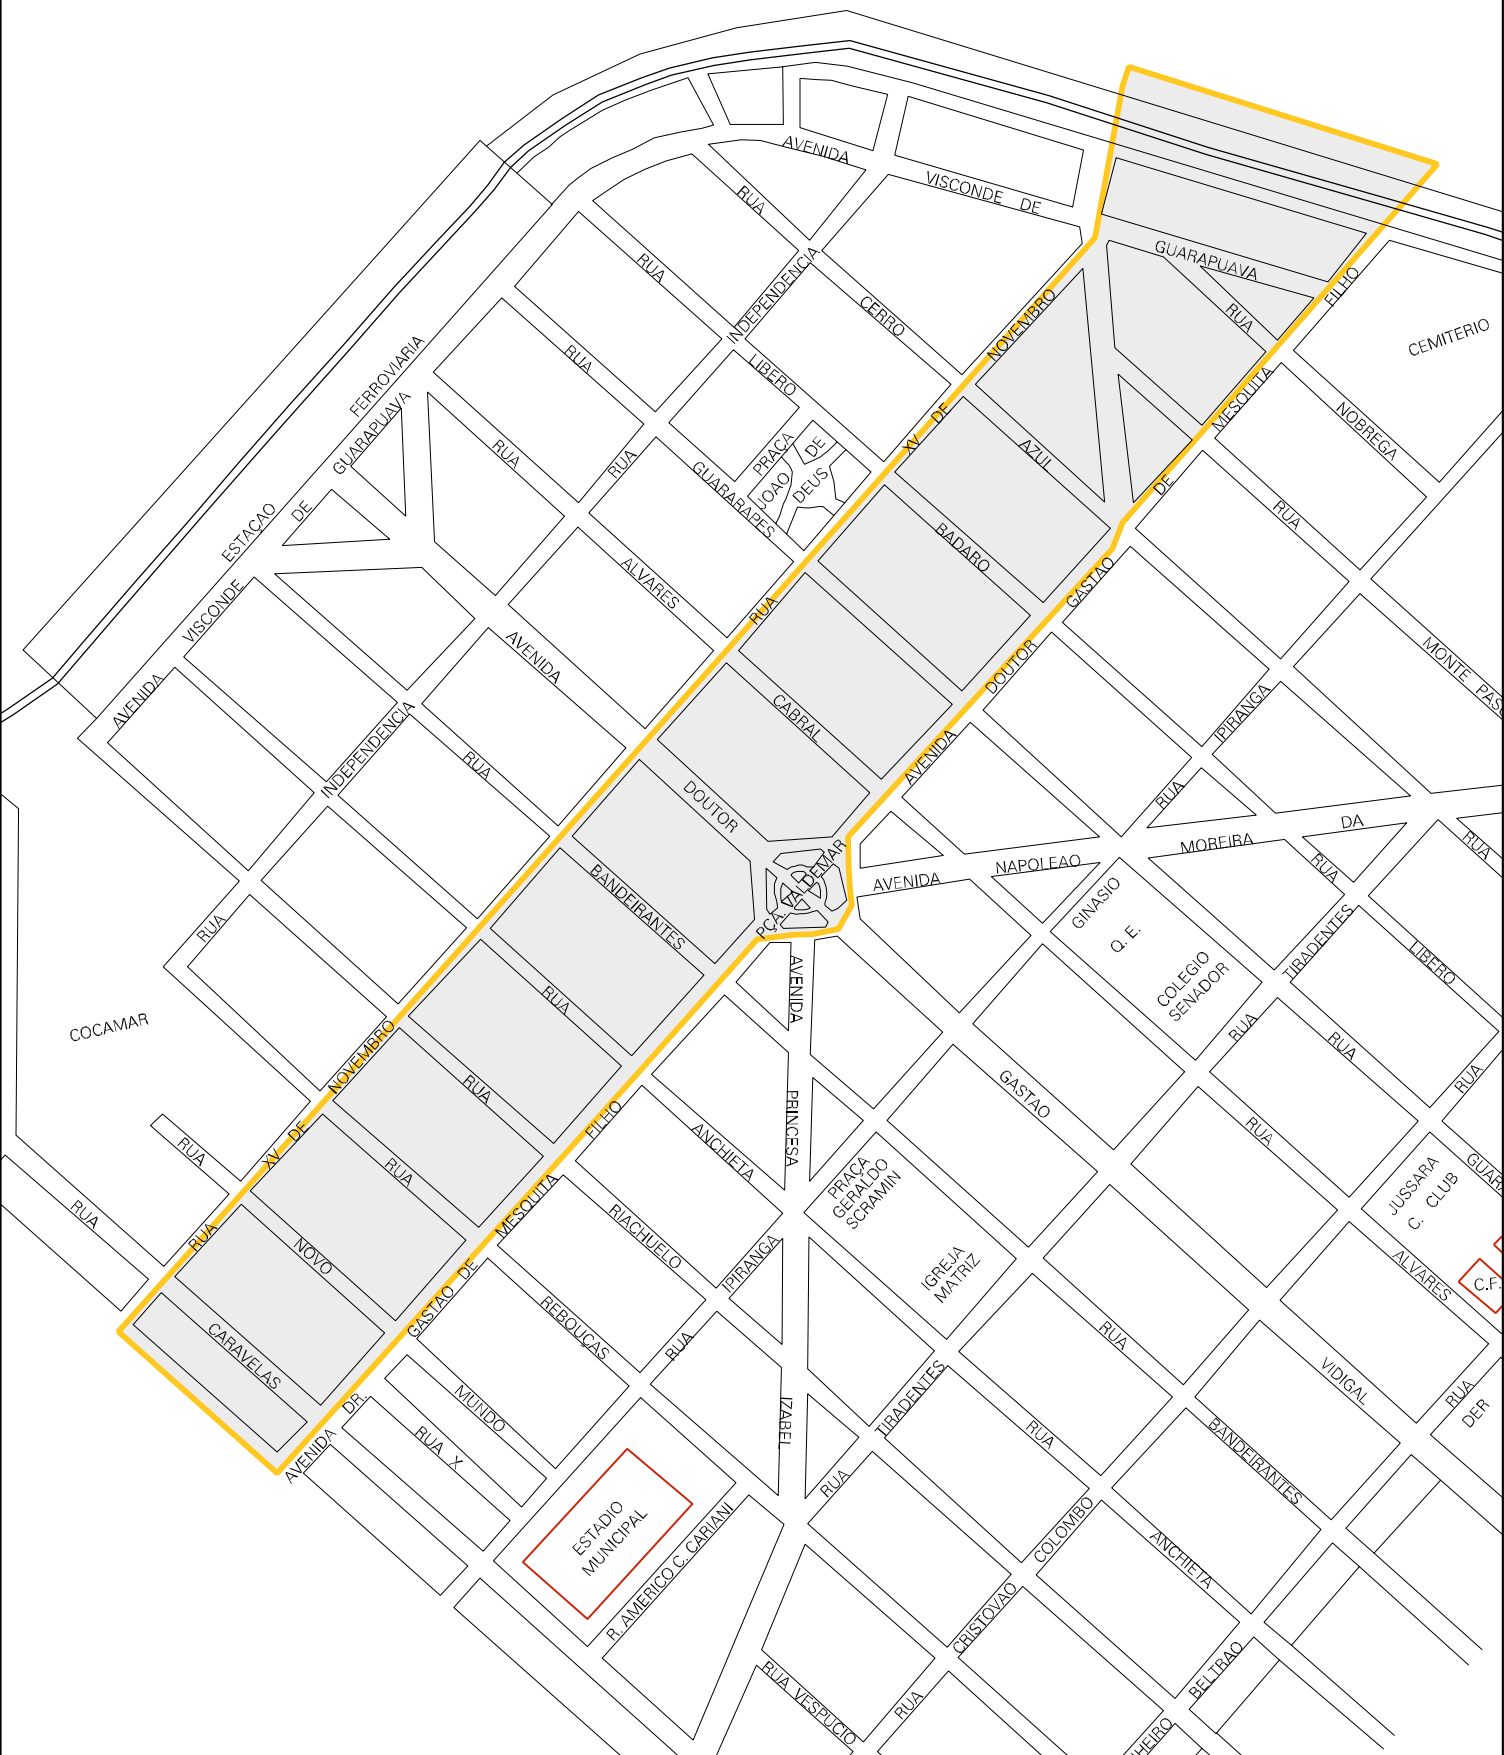 AVENIDA
VISCONDE DE
GUARAPUAVA
RUA
RUA
INDEPENDENCIA
CERRO
NOVEMBRO
RUA
FILHO
CEMITERIO
FERROVIARIA
RUA
LIBERO
XV DE
AZUL
MESQUITA
NOBREGA
GUARAPUAVA
RUA
RUA
PRAÇA
JOAO
DE
DEUS
GUARARAPES
ESTAÇAO
DE
BADARO
DE
RUA
VISCONDE
ALVARES
RUA
GASTAO
AVENIDA
AVENIDA
CABRAL
DOUTOR
MONTE PASC
INDEPENDENCIA
RUA
DOUTOR
AVENIDA
IPIRANGA
RUA
BANDEIRANTES
PÇA. VALDEMAR
AVENIDA
NAPOLEAO
MOREIRA
DA
RUA
RUA
RUA
COCAMAR
NOVEMBRO
RUA
AVENIDA
GINASIO
Q. E.
COLEGIO
SENADOR
TIRADENTES
LIBERO
RUA
RUA
RUA
XV DE
RUA
RUA
FILHO
ANCHIETA
PRINCESA
GASTAO
RUA
RUA
RUA
RUA
NOVO
CARAVELAS
MESQUITA
DE
GASTAO
RIACHUELO
IPIRANGA
PRAÇA
GERALDO
SCRAMIN
IGREJA
MATRIZ
JUSSARA
C. CLUB
GUARA
ALVARES
C.F.
REBOUÇAS
RUA
RUA
VIDIGAL
RUA
DER
AVENIDA DR.
MUNDO
RUA X
IZABEL
TIRADENTES
RUA
RUA
BANDEIRANTES
ESTADIO
MUNICIPAL
R. AMERICO C. CARIANI
COLOMBO
CRISTOVAO
ANCHIETA
RUA VESPUCIO
RUA
BELTRAO
HEIRO